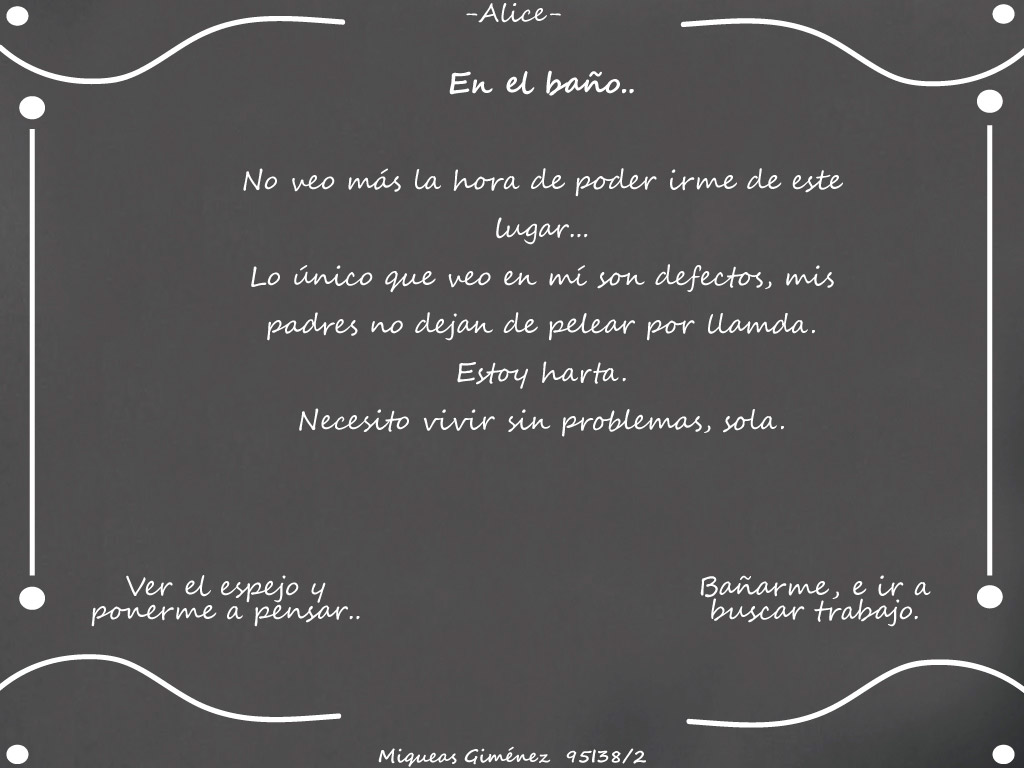 -Alice-
En el baño..
No veo más la hora de poder irme de este
lugar...
Lo único que veo en mí son defectos, mis
padres no dejan de pelear por llamda.
Estoy harta.
Necesito vivir sin problemas, sola.
Ver el espejo y
ponerme a pensar..
Bañarme, e ir a
buscar trabajo.
Miqueas Giménez 95138/2